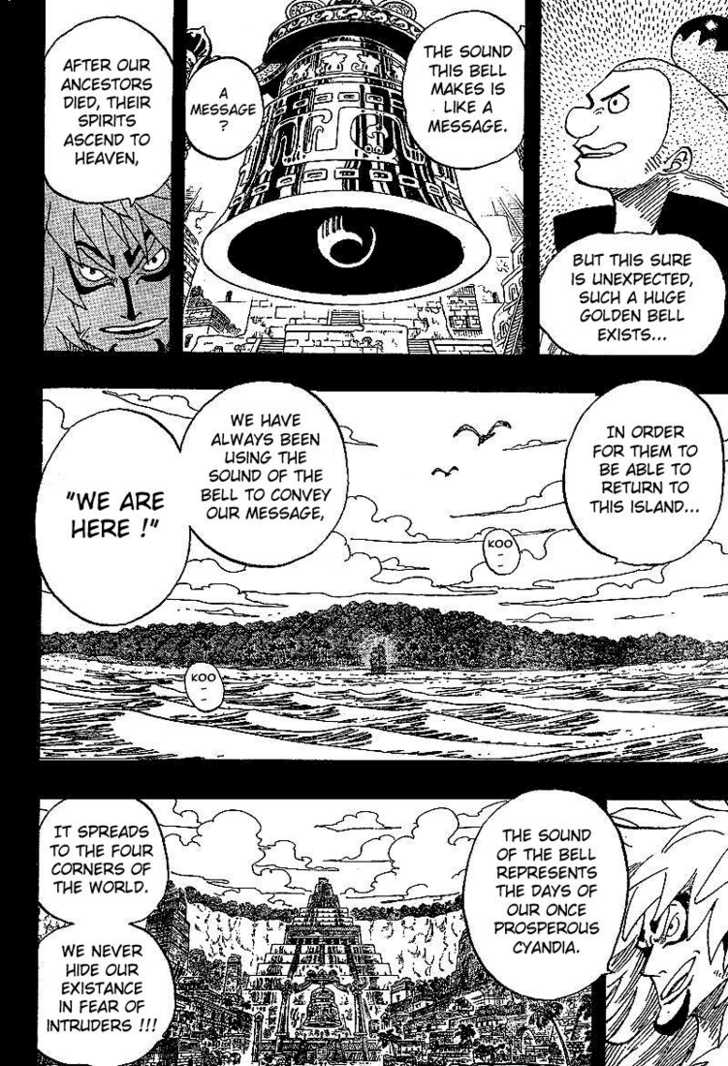 BUT THIS SURE
IS UNEXPECTED,
SUCH A HUGE
GOLDEN BELL
EXISTS...
THE SOUND
THIS BELL
MAKES IS
LIKE A
MESSAGE.
A
MESSAGE
?
AFTER OUR
ANCESTORS
DIED, THEIR
SPIRITS
ASCEND TO
HEAVEN,
IN ORDER
FOR THEM TO
BE ABLE TO
RETURN TO
THIS ISLAND...
KOO
–
WE HAVE
ALWAYS BEEN
USING THE
SOUND OF THE
BELL TO CONVEY
OUR MESSAGE,
"WE ARE
HERE !"
KOO
–
THE SOUND
OF THE BELL
REPRESENTS
THE DAYS OF
OUR ONCE
PROSPEROUS
CYANDIA.
IT SPREADS
TO THE FOUR
CORNERS OF
THE WORLD.
WE NEVER
HIDE OUR
EXISTANCE
IN FEAR OF
INTRUDERS !!!